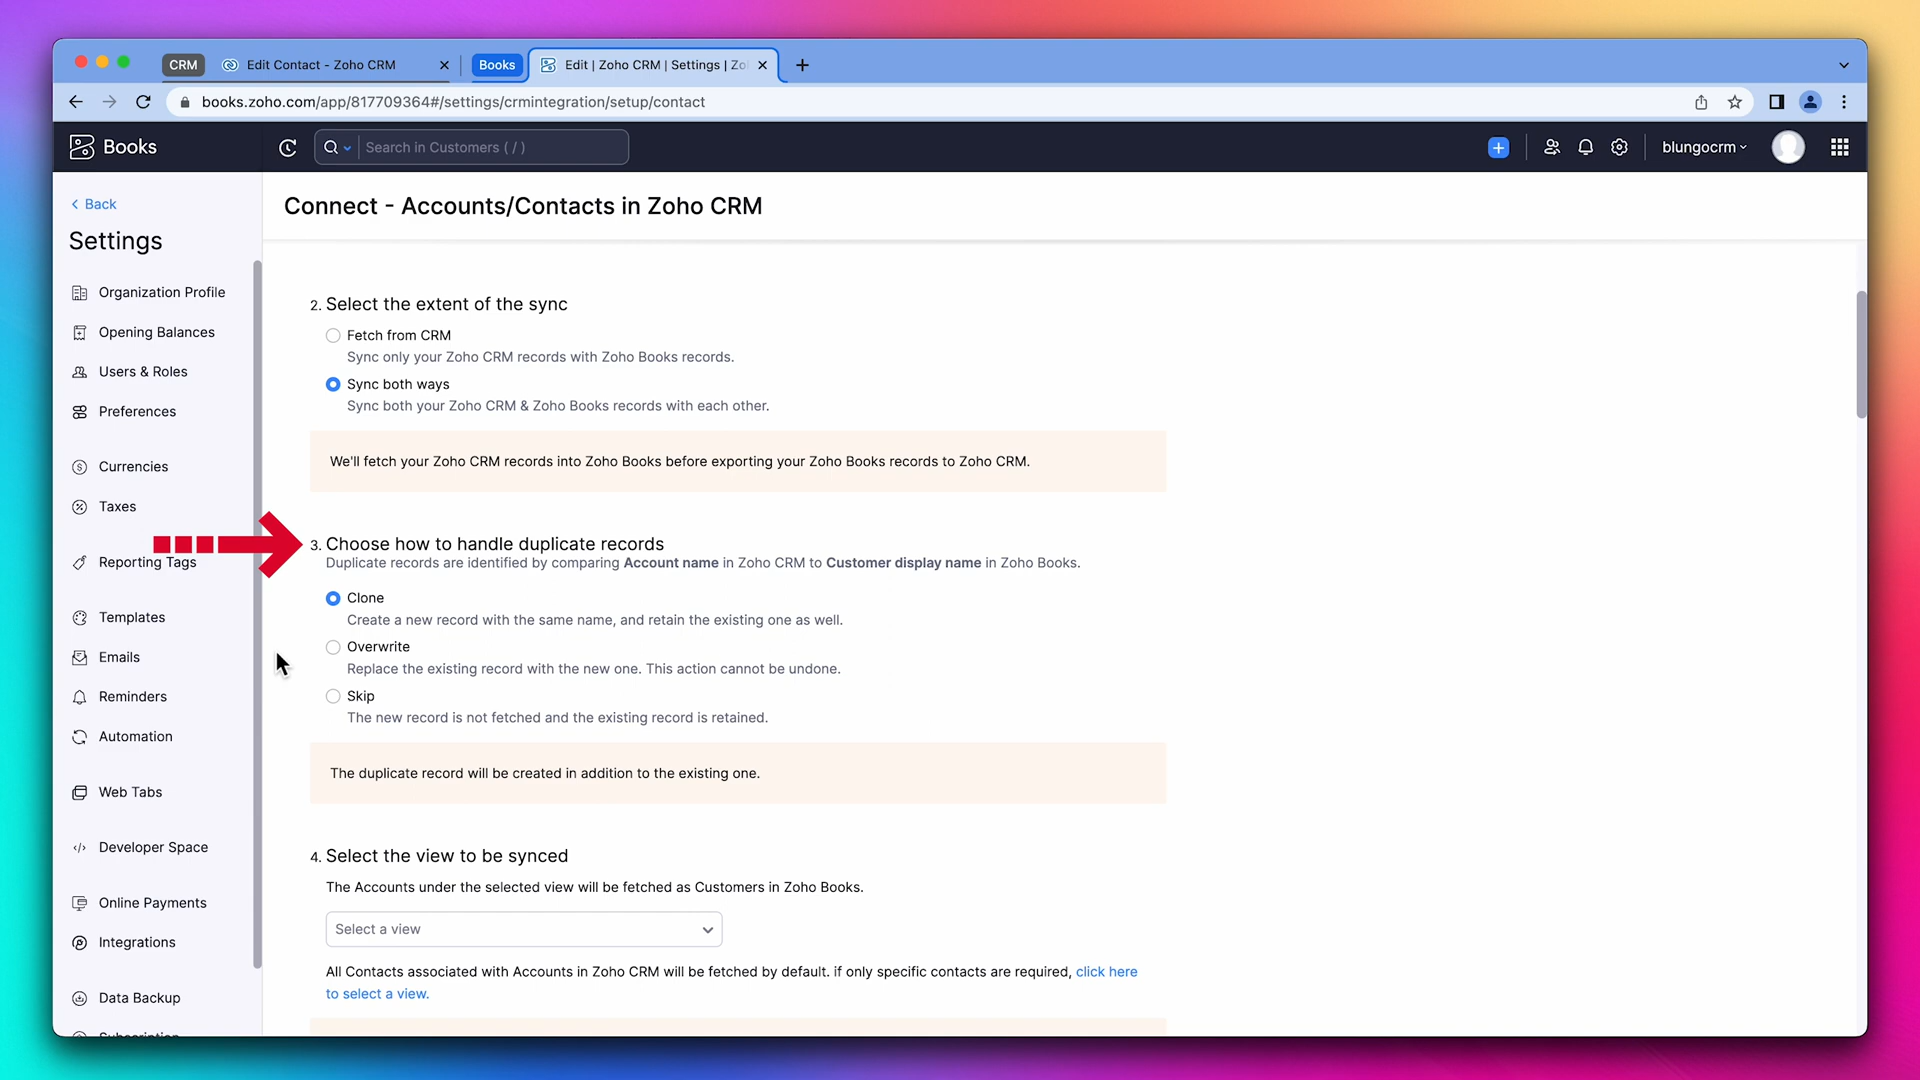 CRM
Edit Contact - Zoho CRM
Books
Edit | Zoho CRM | Settings | Zo
books.zoho.com/app/817709364#/settings/crmintegration/setup/contact
Books
Search in Customers ( / )
blungocrm
Back
Settings
Organization Profile
Opening Balances
Users & Roles
Preferences
Currencies
Taxes
Reporting Tags
Templates
Emails
Reminders
Automation
Web Tabs
Developer Space
Online Payments
Integrations
Data Backup
Subscription
Connect - Accounts/Contacts in Zoho CRM
2. Select the extent of the sync
Fetch from CRM
Sync only your Zoho CRM records with Zoho Books records.
Sync both ways
Sync both your Zoho CRM & Zoho Books records with each other.
We'll fetch your Zoho CRM records into Zoho Books before exporting your Zoho Books records to Zoho CRM.
3. Choose how to handle duplicate records
Duplicate records are identified by comparing Account name in Zoho CRM to Customer display name in Zoho Books.
Clone
Create a new record with the same name, and retain the existing one as well.
Overwrite
Replace the existing record with the new one. This action cannot be undone.
Skip
The new record is not fetched and the existing record is retained.
The duplicate record will be created in addition to the existing one.
4. Select the view to be synced
The Accounts under the selected view will be fetched as Customers in Zoho Books.
Select a view
All Contacts associated with Accounts in Zoho CRM will be fetched by default. if only specific contacts are required, click here
to select a view.